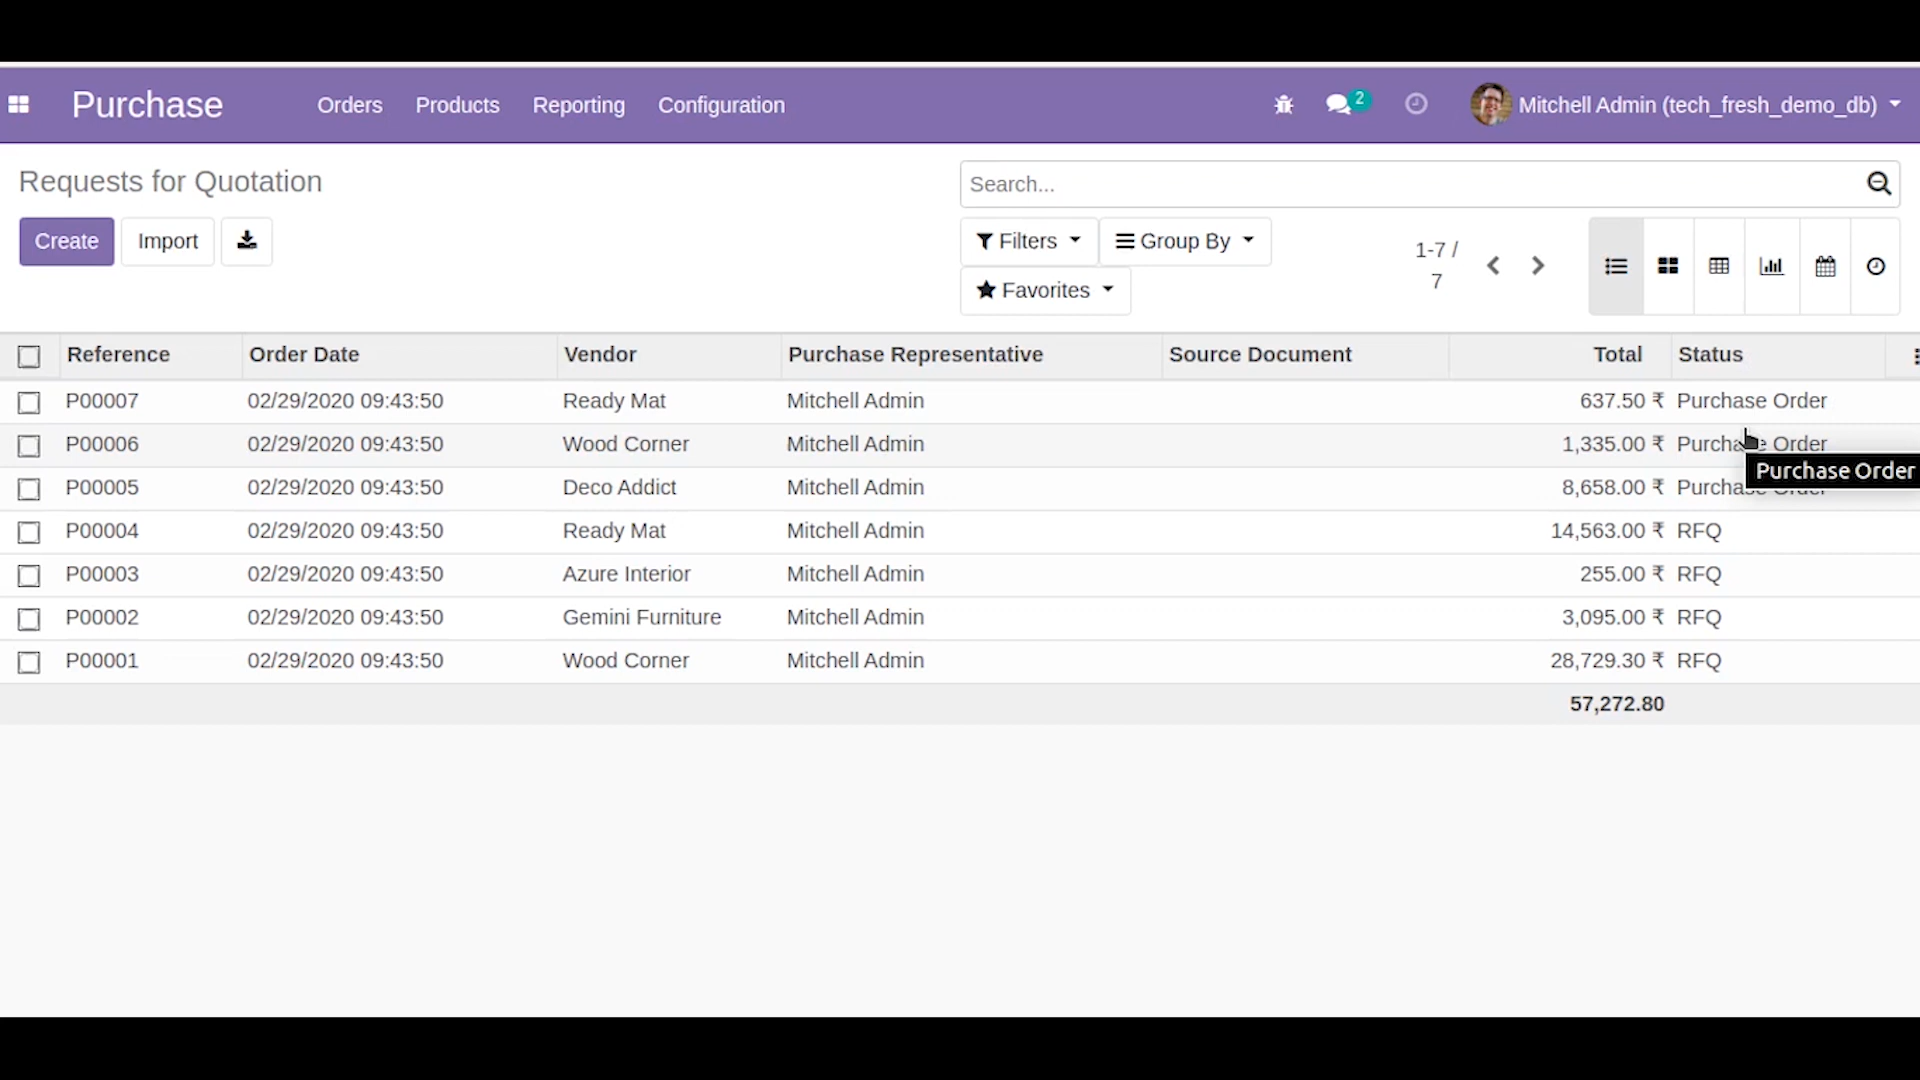 Purchase Orders Products Reporting Configuration 2 Mitchell Admin (tech_fresh_demo_db)
Requests for Quotation
Search...
Create Import Filters Group By 1-7 / 7
Favorites
Reference Order Date Vendor Purchase Representative Source Document Total Status
P00007 02/29/2020 09:43:50 Ready Mat Mitchell Admin 637.50 ₹ Purchase Order
P00006 02/29/2020 09:43:50 Wood Corner Mitchell Admin 1,335.00 ₹ Purchase Order
Purchase Order
P00005 02/29/2020 09:43:50 Deco Addict Mitchell Admin 8,658.00 ₹ Purchase Order
P00004 02/29/2020 09:43:50 Ready Mat Mitchell Admin 14,563.00 ₹ RFQ
P00003 02/29/2020 09:43:50 Azure Interior Mitchell Admin 255.00 ₹ RFQ
P00002 02/29/2020 09:43:50 Gemini Furniture Mitchell Admin 3,095.00 ₹ RFQ
P00001 02/29/2020 09:43:50 Wood Corner Mitchell Admin 28,729.30 ₹ RFQ
57,272.80